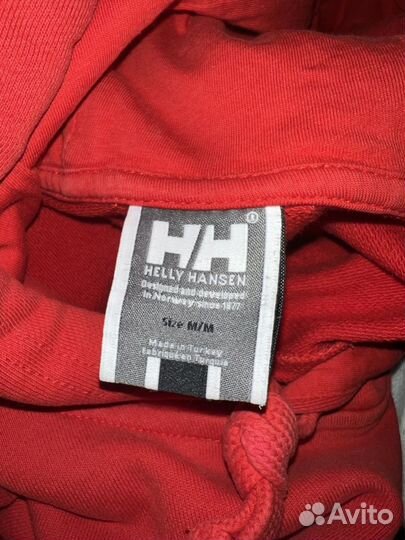 HH®
HELLY HANSEN
Designed and developed
in Norway since 1877
Size M/M
Made in Turkey
Fabriqué en Turquie
Avito